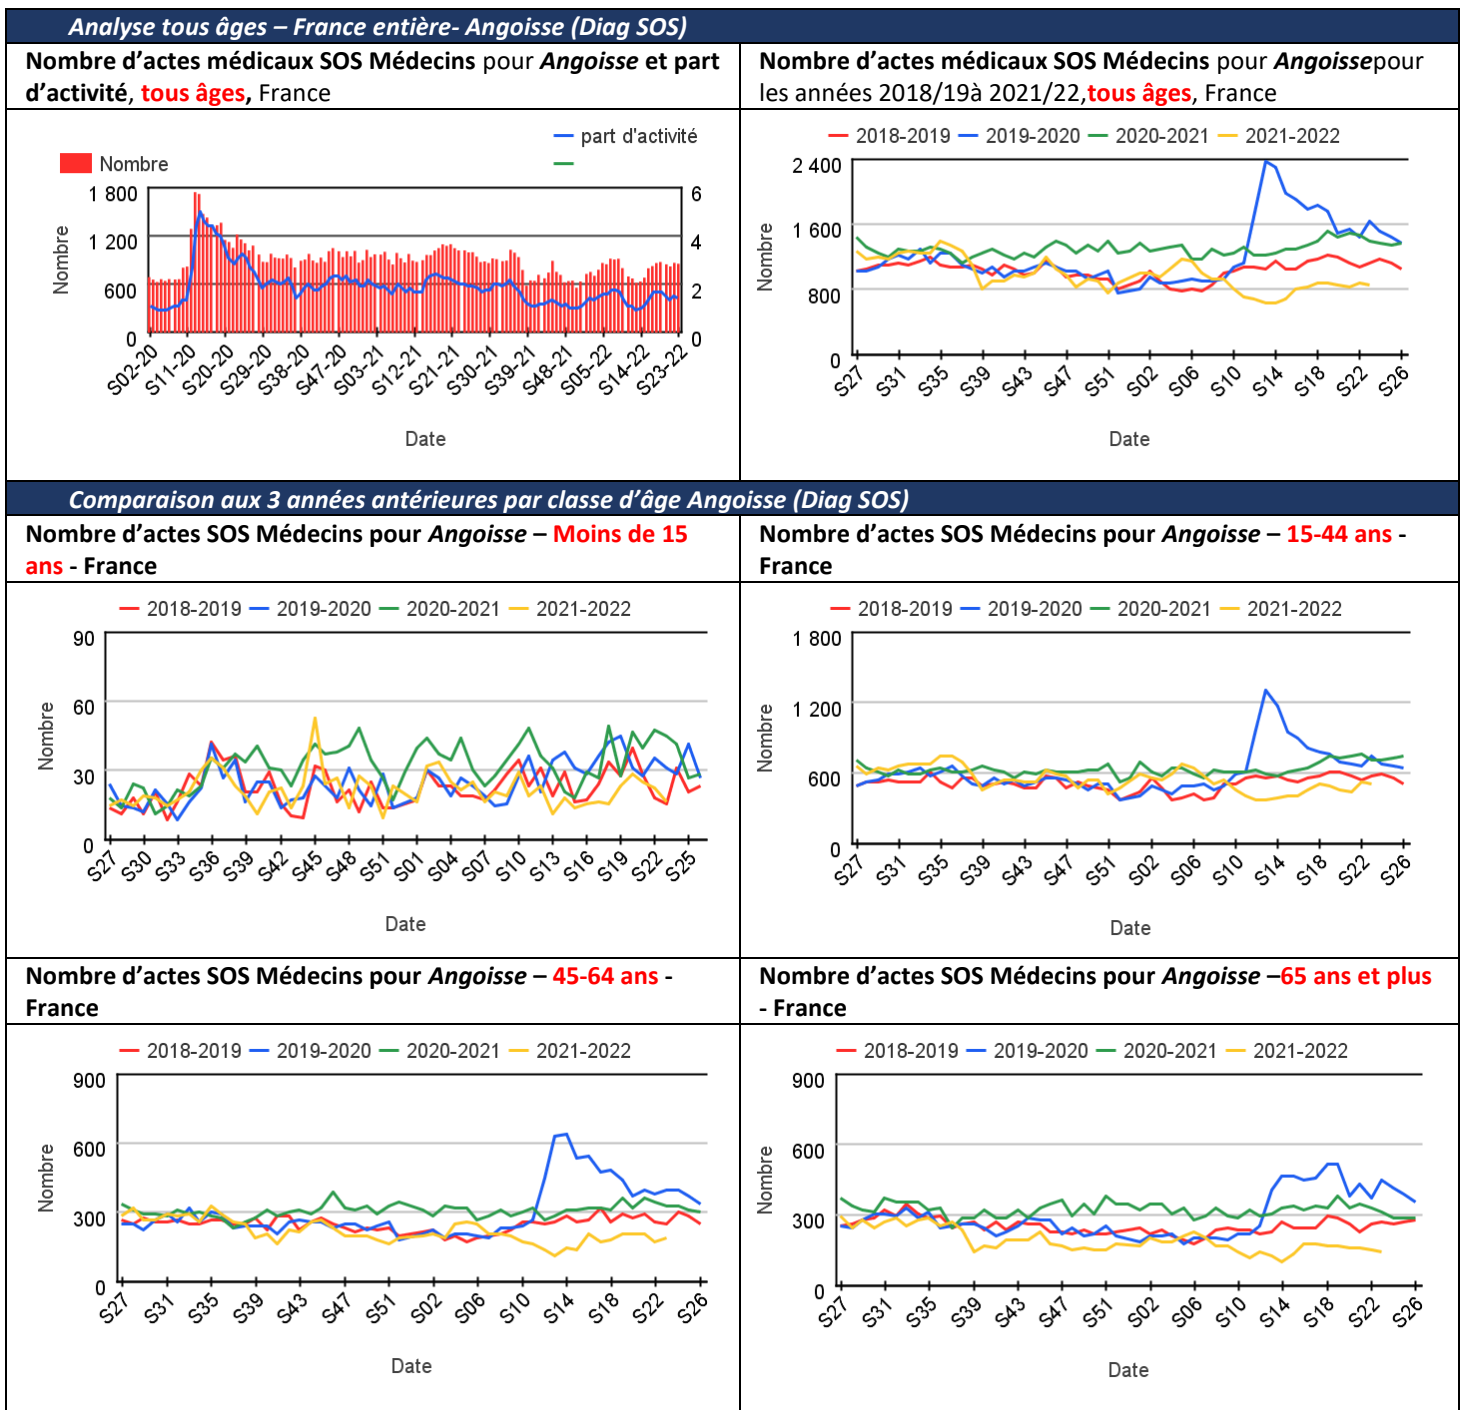 Analyse tous âges – France entière- Angoisse (Diag SOS)
Nombre d’actes médicaux SOS Médecins pour Angoisse et part
d’activité, tous âges, France
Nombre d’actes médicaux SOS Médecins pour Angoissepour
les années 2018/19à 2021/22,tous âges, France
part d'activité
Nombre
1 800
1 200
600
0
6
4
2
0
Nombre
S02-20 S11-20 S20-20 S29-20 S38-20 S47-20 S03-21 S12-21 S21-21 S30-21 S39-21 S48-21 S05-22 S14-22 S23-22
Date
2018-2019 2019-2020 2020-2021 2021-2022
2 400
1 600
800
0
Nombre
S27 S31 S35 S39 S43 S47 S51 S02 S06 S10 S14 S18 S22 S26
Date
Comparaison aux 3 années antérieures par classe d’âge Angoisse (Diag SOS)
Nombre d’actes SOS Médecins pour Angoisse – Moins de 15
ans - France
Nombre d’actes SOS Médecins pour Angoisse – 15-44 ans -
France
2018-2019 2019-2020 2020-2021 2021-2022
90
60
30
0
Nombre
S27 S30 S33 S36 S39 S42 S45 S48 S51 S01 S04 S07 S10 S13 S16 S19 S22 S25
Date
2018-2019 2019-2020 2020-2021 2021-2022
1 800
1 200
600
0
Nombre
S27 S31 S35 S39 S43 S47 S51 S02 S06 S10 S14 S18 S22 S26
Date
Nombre d’actes SOS Médecins pour Angoisse – 45-64 ans -
France
Nombre d’actes SOS Médecins pour Angoisse –65 ans et plus
- France
2018-2019 2019-2020 2020-2021 2021-2022
900
600
300
0
Nombre
S27 S31 S35 S39 S43 S47 S51 S02 S06 S10 S14 S18 S22 S26
Date
2018-2019 2019-2020 2020-2021 2021-2022
900
600
300
0
Nombre
S27 S31 S35 S39 S43 S47 S51 S02 S06 S10 S14 S18 S22 S26
Date